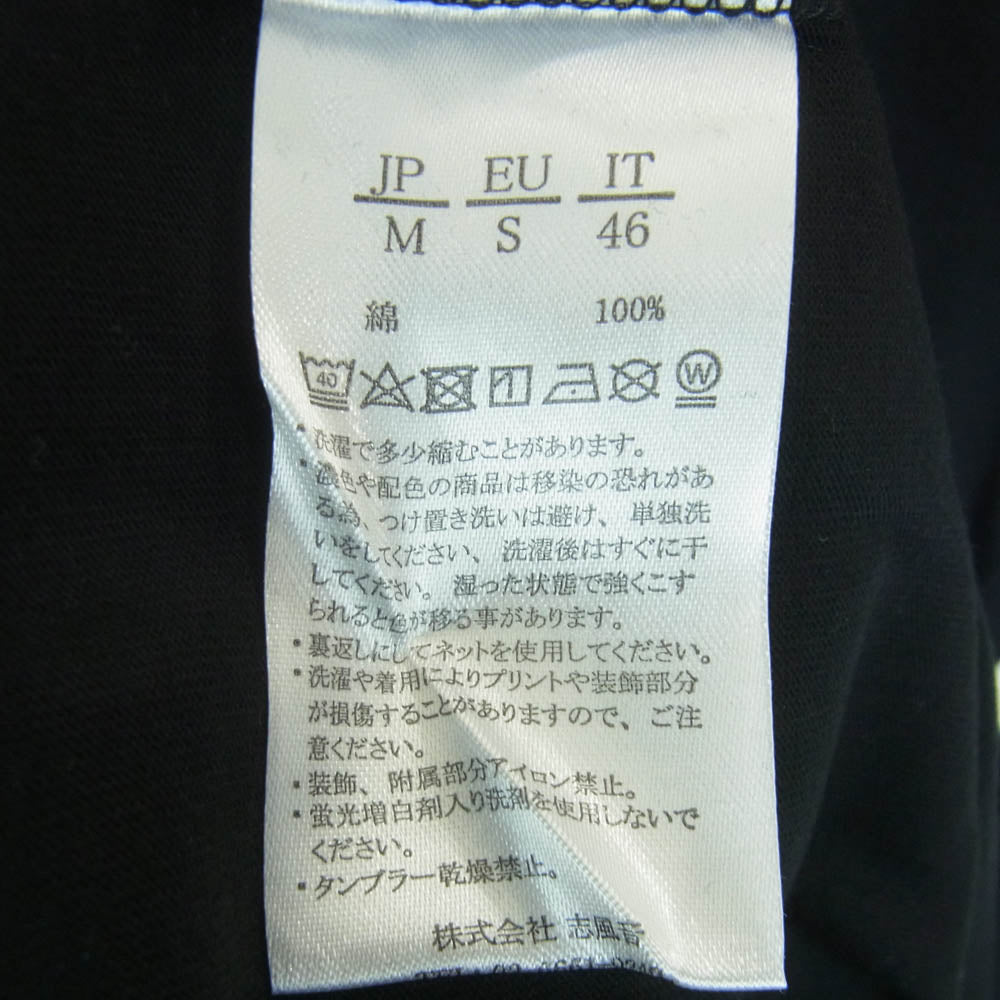 JP EU IT
M S 46
綿 100%
40 W
・洗濯で多少縮むことがあります。
・濃色や配色の商品は移染の恐れがあ
る為、つけ置き洗いは避け、単独洗
いをしてください、洗濯後はすぐに干
してください。湿った状態で強くこす
られると色が移る事があります。
・裏返しにしてネットを使用してください。
・洗濯や着用によりプリントや装飾部分
が損傷することがありますので、ご注
意ください。
・装飾、附属部分アイロン禁止。
・蛍光増白剤入り洗剤を使用しないで
ください。
・タンブラー乾燥禁止。
株式会社 志風音